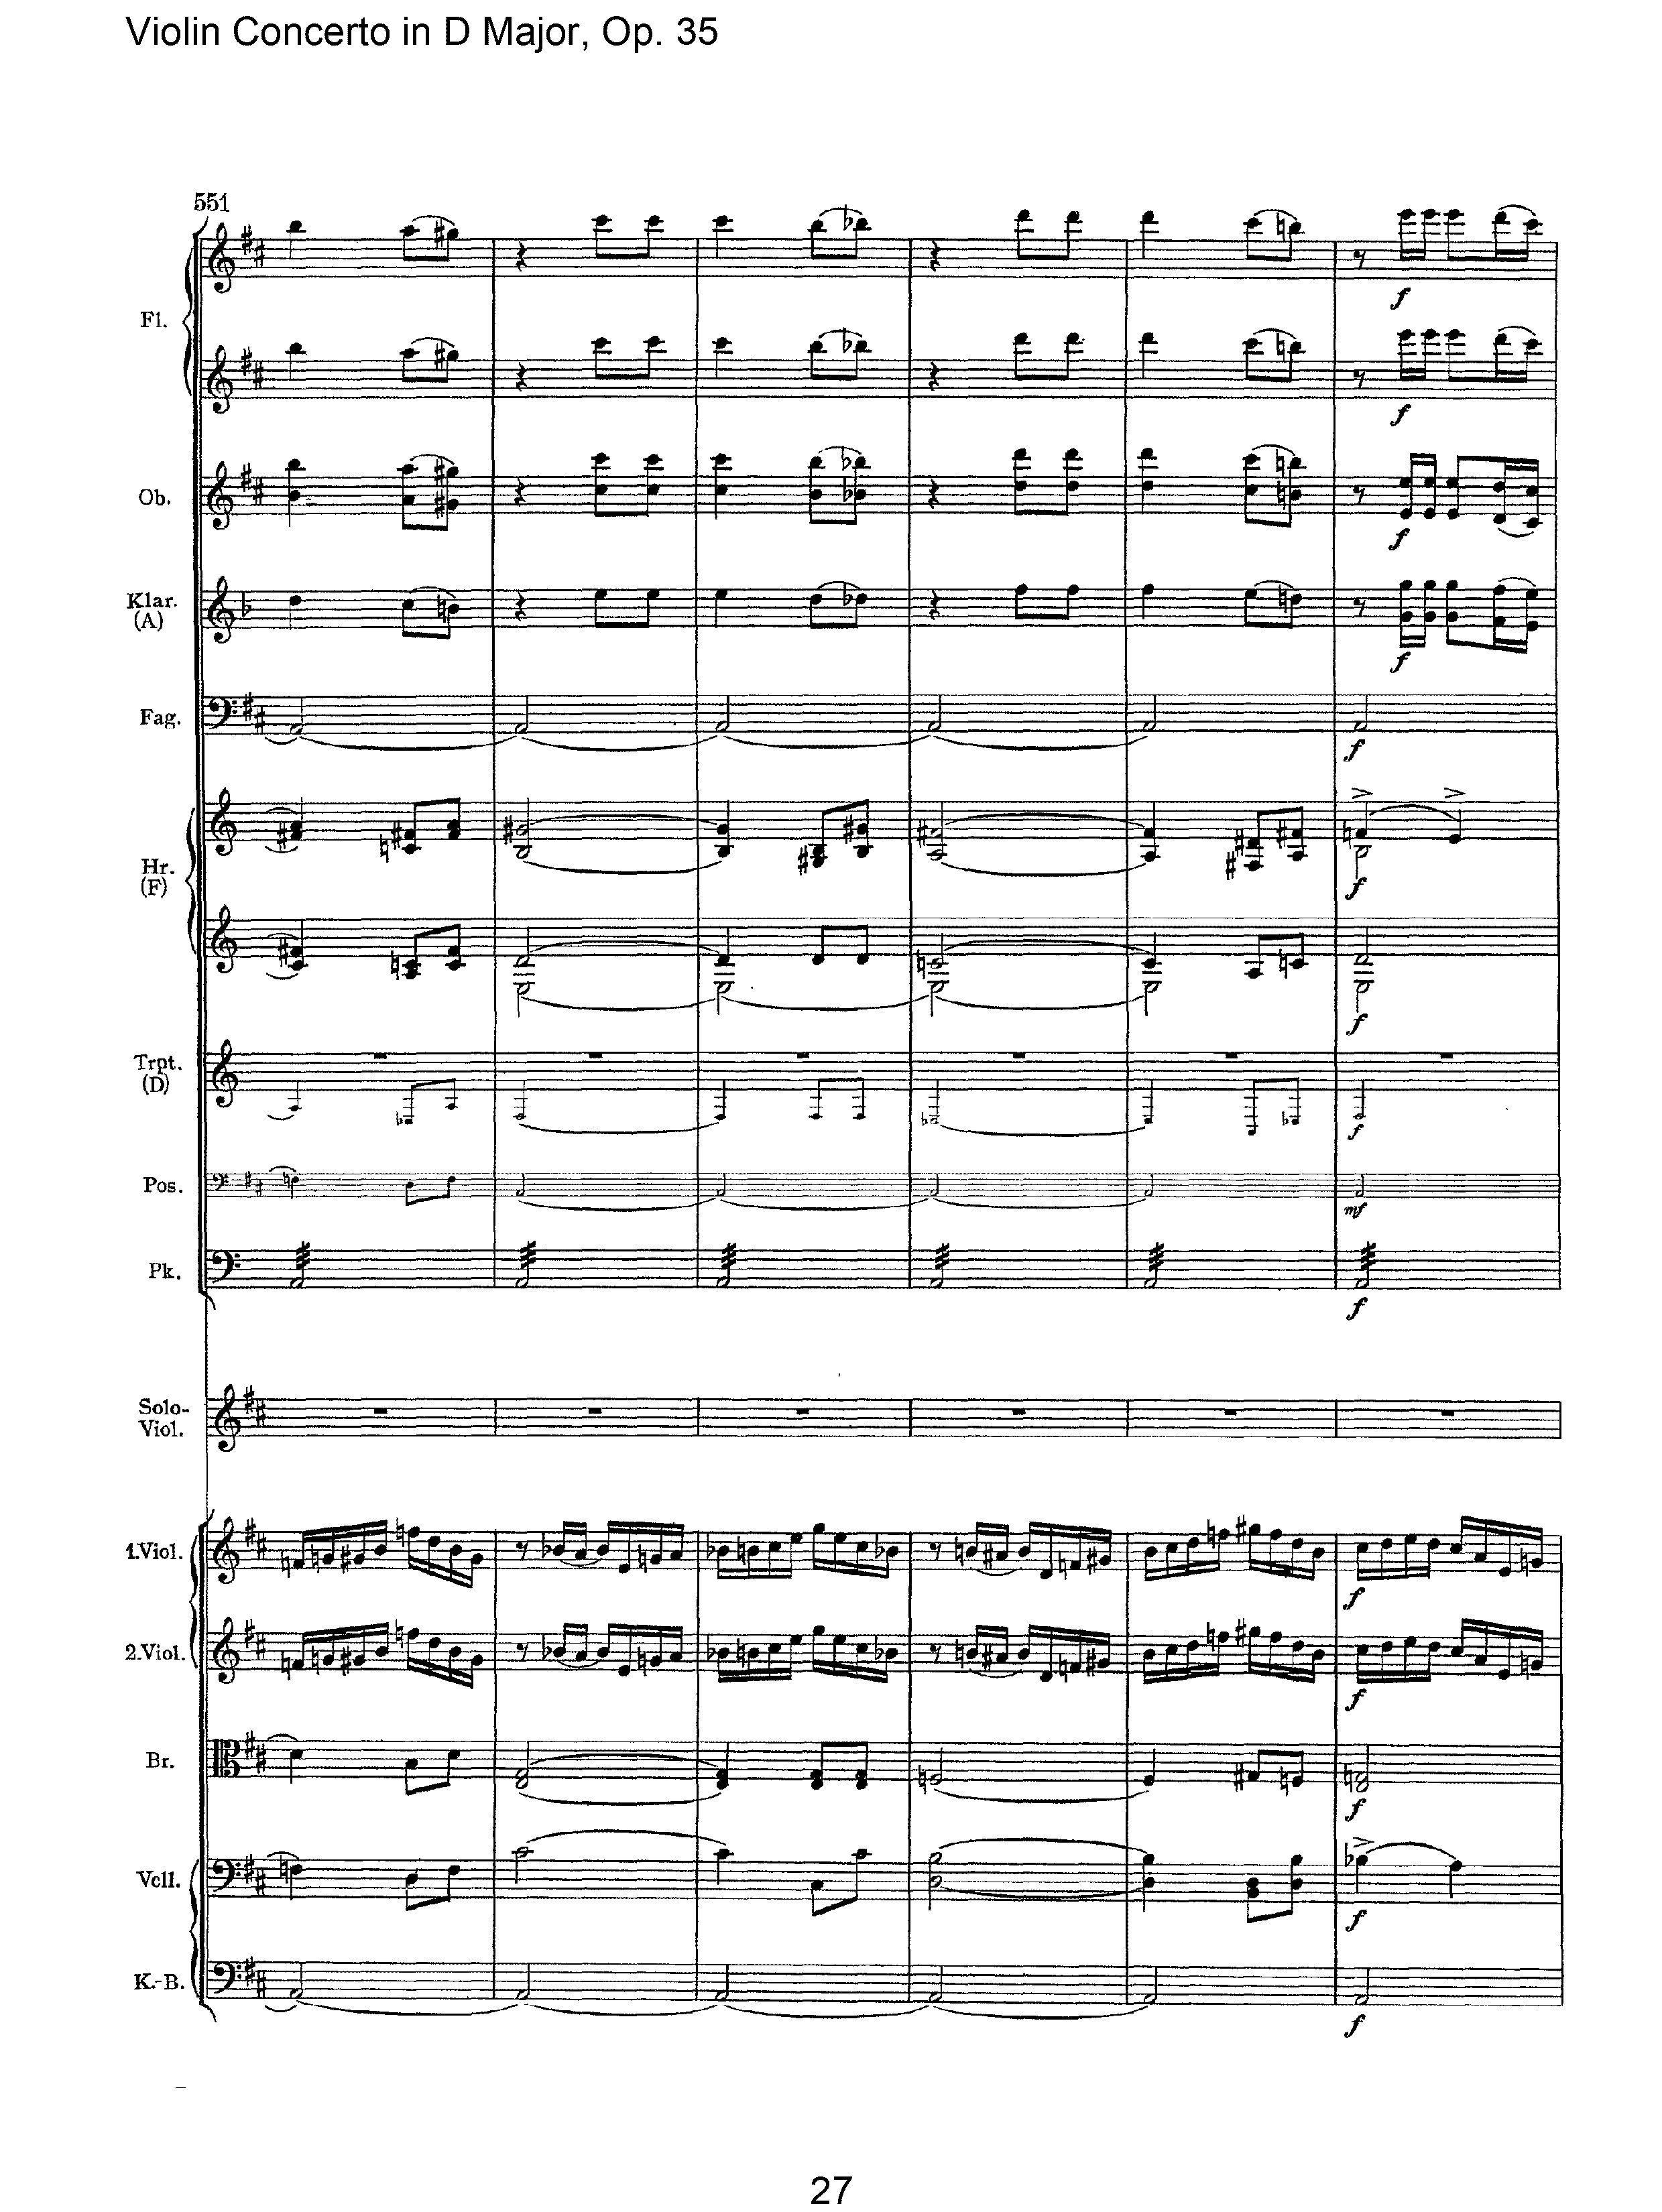 Violin Concerto in D Major, Op. 35
551
Fl.
f
f
Ob.
f
Klar.
(A)
f
Fag.
f
Hr.
(F)
f
f
Trpt.
(D)
f
Pos.
mf
Pk.
f
Solo-
Viol.
1.Viol.
f
2.Viol.
f
Br.
f
Vcll.
f
K.-B.
f
27